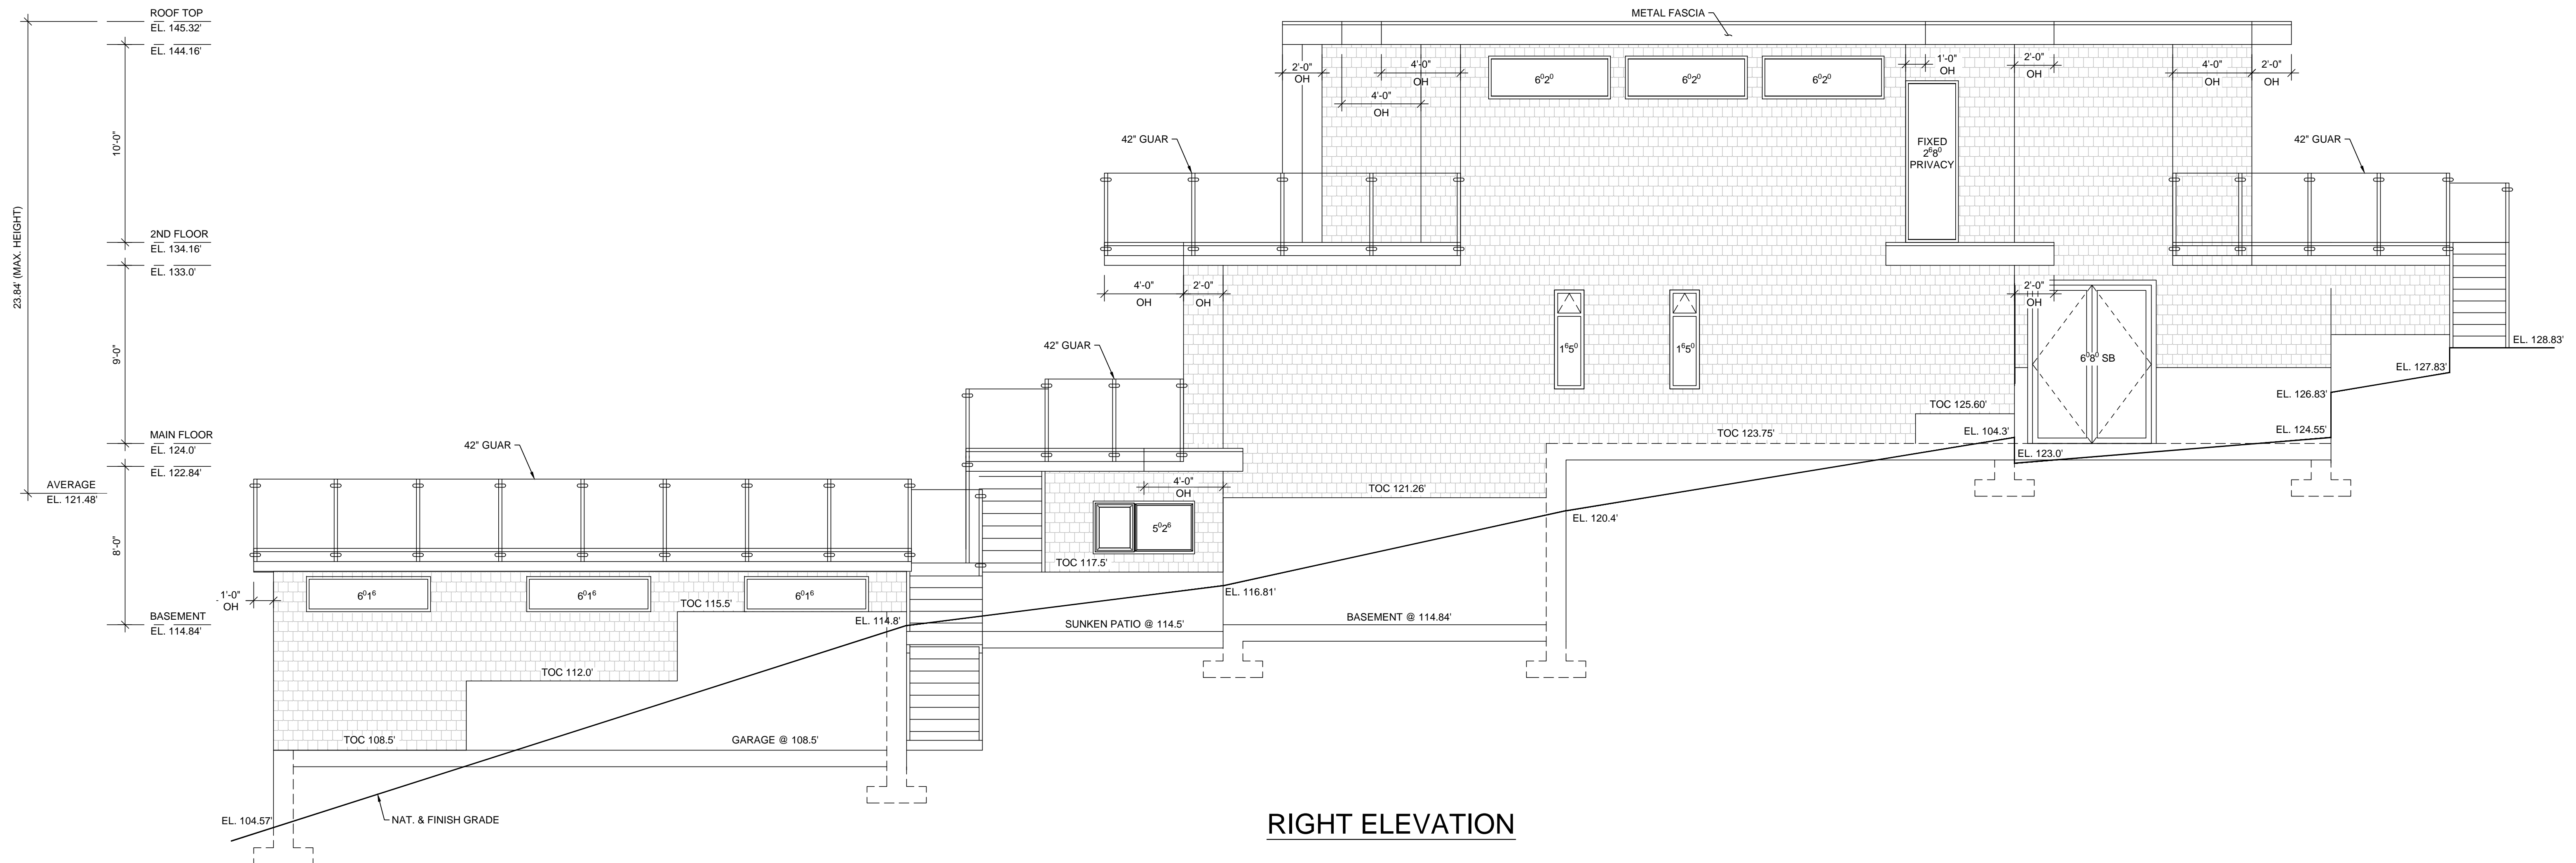 ROOF TOP
EL. 145.32'
EL. 144.16'
10'-0"
2ND FLOOR
EL. 134.16'
EL. 133.0'
9'-0"
MAIN FLOOR
EL. 124.0'
EL. 122.84'
8'-0"
BASEMENT
EL. 114.84'
23.84' (MAX. HEIGHT)
AVERAGE
EL. 121.48'
METAL FASCIA
2'-0"
OH
4'-0"
OH
4'-0"
OH
6⁰2⁰
6⁰2⁰
6⁰2⁰
1'-0"
OH
2'-0"
OH
4'-0"
OH
2'-0"
OH
42" GUAR
FIXED
2⁶8⁰
PRIVACY
42" GUAR
4'-0"
OH
2'-0"
OH
2'-0"
OH
42" GUAR
1⁶5⁰
1⁶5⁰
6⁰8⁰ SB
EL. 128.83'
EL. 127.83'
EL. 126.83'
TOC 125.60'
EL. 104.3'
EL. 124.55'
TOC 123.75'
EL. 123.0'
42" GUAR
4'-0"
OH
TOC 121.26'
5⁰2⁶
EL. 120.4'
TOC 117.5'
1'-0"
OH
6⁰1⁶
6⁰1⁶
6⁰1⁶
TOC 115.5'
EL. 114.8'
EL. 116.81'
SUNKEN PATIO @ 114.5'
BASEMENT @ 114.84'
TOC 112.0'
TOC 108.5'
GARAGE @ 108.5'
EL. 104.57'
NAT. & FINISH GRADE
RIGHT ELEVATION